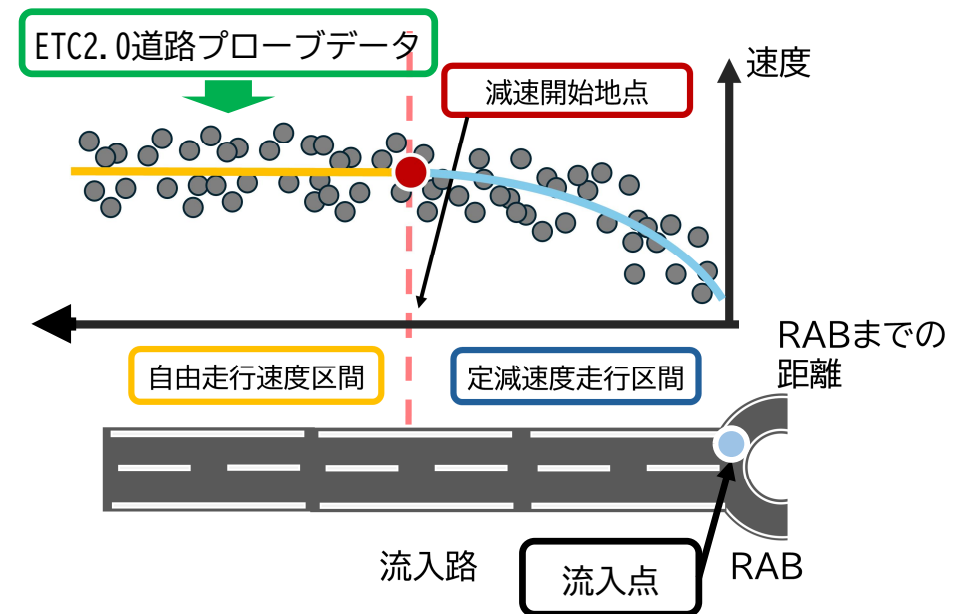 ETC2.0道路プローブデータ
速度
減速開始地点
RABまでの
距離
自由走行速度区間
定減速度走行区間
流入路
流入点
RAB